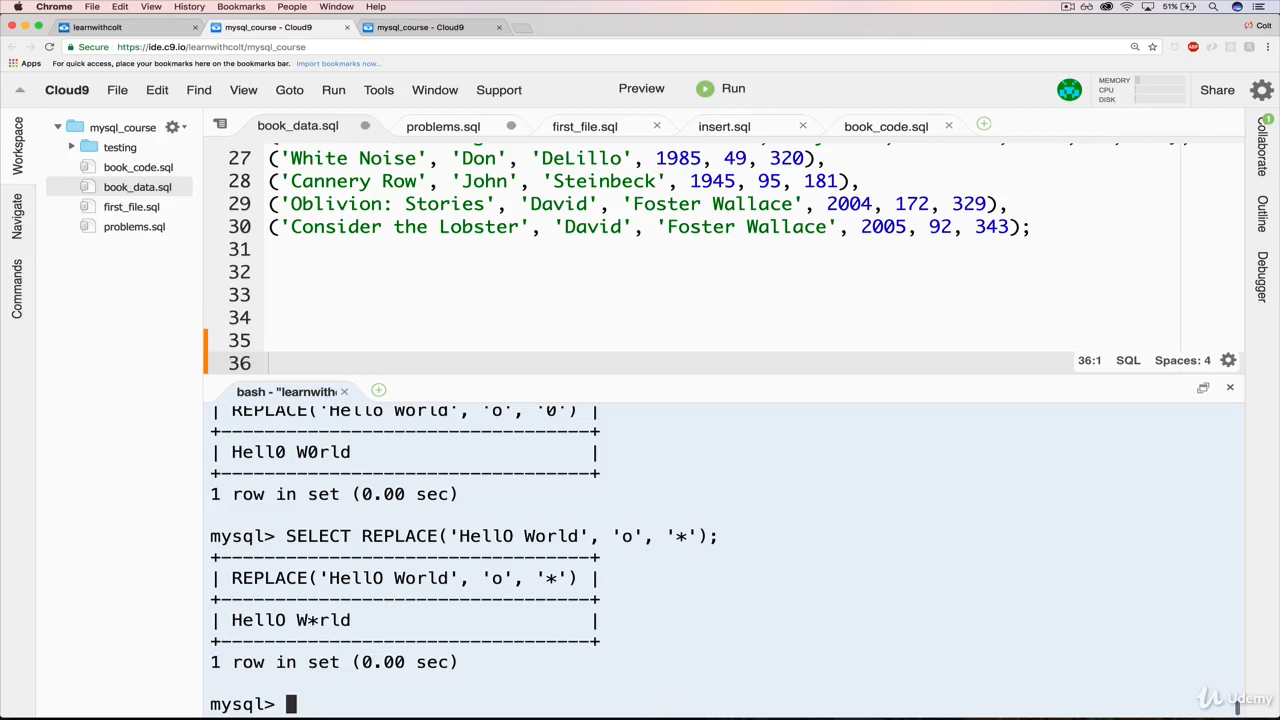 Chrome File Edit View History Bookmarks People Window Help 51%
learnwithcolt mysql_course - Cloud9 mysql_course - Cloud9 Colt
Secure https://ide.c9.io/learnwithcolt/mysql_course
Apps For quick access, place your bookmarks here on the bookmarks bar. Import bookmarks now...
Cloud9 File Edit Find View Goto Run Tools Window Support Preview Run MEMORY CPU DISK Share
Workspace
Navigate
Commands
mysql_course
testing
book_code.sql
book_data.sql
first_file.sql
problems.sql
book_data.sql problems.sql first_file.sql insert.sql book_code.sql
27 ('White Noise', 'Don', 'DeLillo', 1985, 49, 320),
28 ('Cannery Row', 'John', 'Steinbeck', 1945, 95, 181),
29 ('Oblivion: Stories', 'David', 'Foster Wallace', 2004, 172, 329),
30 ('Consider the Lobster', 'David', 'Foster Wallace', 2005, 92, 343);
31
32
33
34
35
36
36:1 SQL Spaces: 4
Collaborate 1
Outline
Debugger
bash - "learnwith
| REPLACE('Hello World', 'o', '0') |
+----------------------------------+
| Hell0 W0rld |
+----------------------------------+
1 row in set (0.00 sec)
mysql> SELECT REPLACE('HellO World', 'o', '*');
+----------------------------------+
| REPLACE('HellO World', 'o', '*') |
+----------------------------------+
| HellO W*rld |
+----------------------------------+
1 row in set (0.00 sec)
mysql>
Udemy